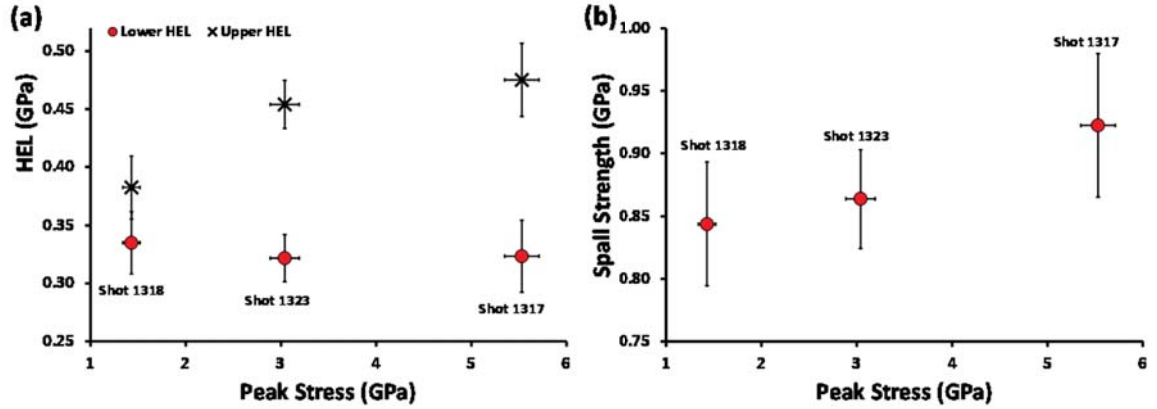 (a)
Lower HEL Upper HEL
HEL (GPa)
0.50
0.45
0.40
0.35
0.30
0.25
Shot 1318
Shot 1323
Shot 1317
1 2 3 4 5 6
Peak Stress (GPa)
(b)
Spall Strength (GPa)
1.00
0.95
0.90
0.85
0.80
0.75
Shot 1318
Shot 1323
Shot 1317
1 2 3 4 5 6
Peak Stress (GPa)